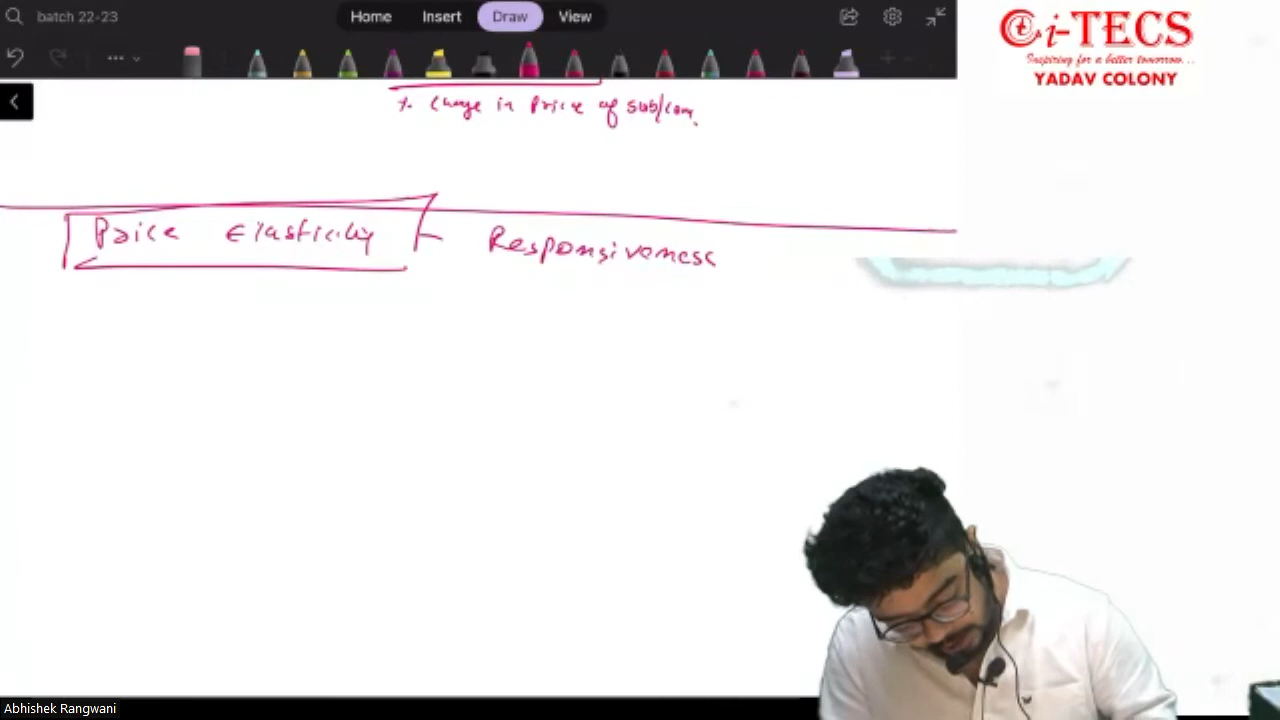 batch 22-23
Home Insert Draw View
i-TECS
Inspiring for a better tomorrow...
YADAV COLONY
% Change in Price of Sub/Com.
Price Elasticity - Responsiveness
Abhishek Rangwani